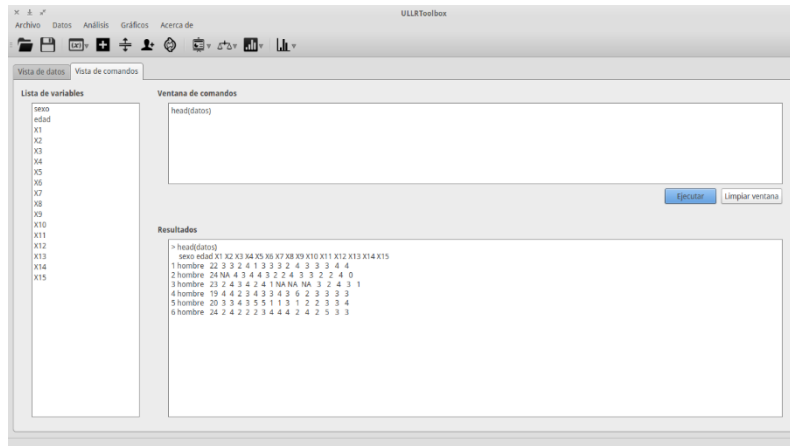 ULLRToolbox
Archivo Datos Análisis Gráficos Acerca de
Vista de datos Vista de comandos
Lista de variables
sexo
edad
X1
X2
X3
X4
X5
X6
X7
X8
X9
X10
X11
X12
X13
X14
X15
Ventana de comandos
head(datos)
Ejecutar Limpiar ventana
Resultados
> head(datos)
sexo edad X1 X2 X3 X4 X5 X6 X7 X8 X9 X10 X11 X12 X13 X14 X15
1 hombre 22 3 3 2 4 1 3 3 3 2 4 3 3 3 4 4
2 hombre 24 NA 4 3 4 4 3 2 2 4 3 3 2 2 4 0
3 hombre 23 2 4 3 4 2 4 1 NA NA NA 3 2 4 3 1
4 hombre 19 4 4 2 3 4 3 3 4 3 6 2 3 3 3 3
5 hombre 20 3 3 4 3 5 5 1 1 3 1 2 2 3 3 4
6 hombre 24 2 4 2 2 2 3 4 4 4 2 4 2 5 3 3